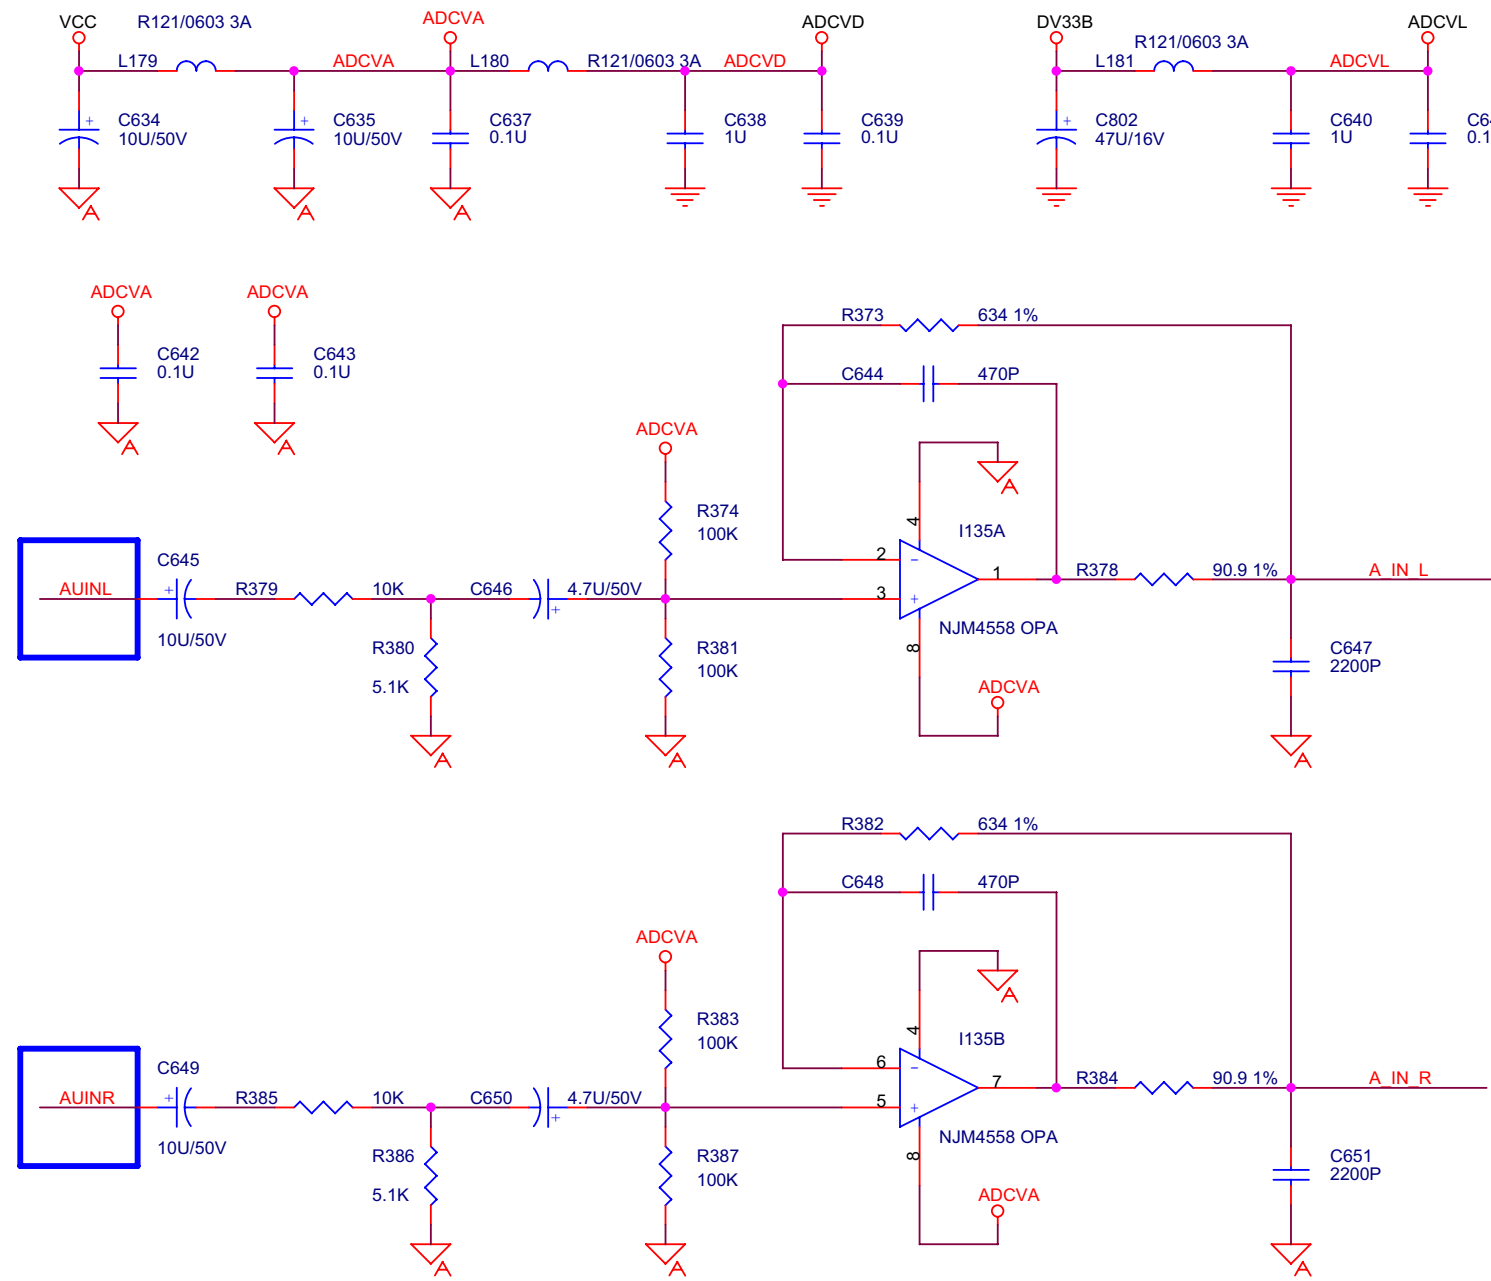 VCC
R121/0603 3A
ADCVA
ADCVD
DV33B
R121/0603 3A
ADCVL
L179
ADCVA
L180
R121/0603 3A
ADCVD
L181
ADCVL
+
C634
10U/50V
+
C635
10U/50V
C637
0.1U
C638
1U
C639
0.1U
+
C802
47U/16V
C640
1U
A
A
A
ADCVA
ADCVA
C642
0.1U
C643
0.1U
A
A
R373
634 1%
C644
470P
ADCVA
A
R374
100K
4
I135A
C645
2
-
AUINL
+
R379
10K
C646
+
4.7U/50V
3
+
1
R378
90.9 1%
A_IN_L
10U/50V
R380
5.1K
R381
100K
8
NJM4558 OPA
C647
2200P
ADCVA
A
A
A
R382
634 1%
C648
470P
ADCVA
A
R383
100K
4
I135B
C649
6
-
AUINR
+
R385
10K
C650
+
4.7U/50V
5
+
7
R384
90.9 1%
A_IN_R
10U/50V
R386
5.1K
R387
100K
8
NJM4558 OPA
C651
2200P
ADCVA
A
A
A